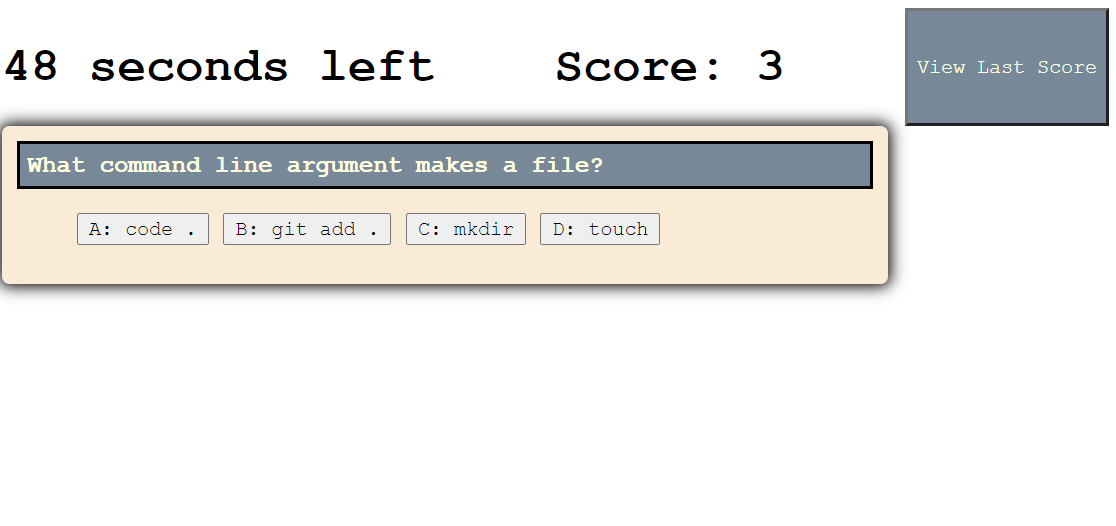 48 seconds left
Score: 3
View Last Score
What command line argument makes a file?
A: code .
B: git add .
C: mkdir
D: touch